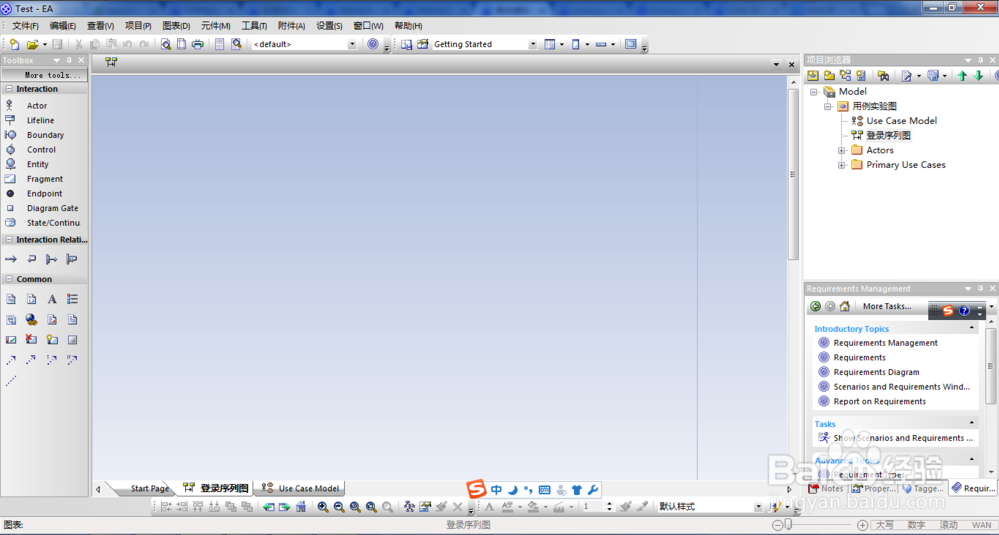 Test - EA
文件(F) 编辑(E) 查看(V) 项目(P) 图表(D) 元件(M) 工具(T) 附件(A) 设置(S) 窗口(W) 帮助(H)
<default> Getting Started
Toolbox
More tools...
Interaction
Actor
Lifeline
Boundary
Control
Entity
Fragment
Endpoint
Diagram Gate
State/Continu
Interaction Relati...
Common
项目浏览器
Model
用例实验图
Use Case Model
登录序列图
Actors
Primary Use Cases
Requirements Management
More Tasks...
Introductory Topics
Requirements Management
Requirements
Requirements Diagram
Scenarios and Requirements Wind...
Report on Requirements
Tasks
Show Scenarios and Requirements ...
Advanced Topics
Requirement Types
Notes Proper... Tagge... Requir...
Start Page 登录序列图 Use Case Model
中
1 默认样式
图表: 登录序列图 大写 数字 滚动 WAN
Baidu经验
jingyan.baidu.com